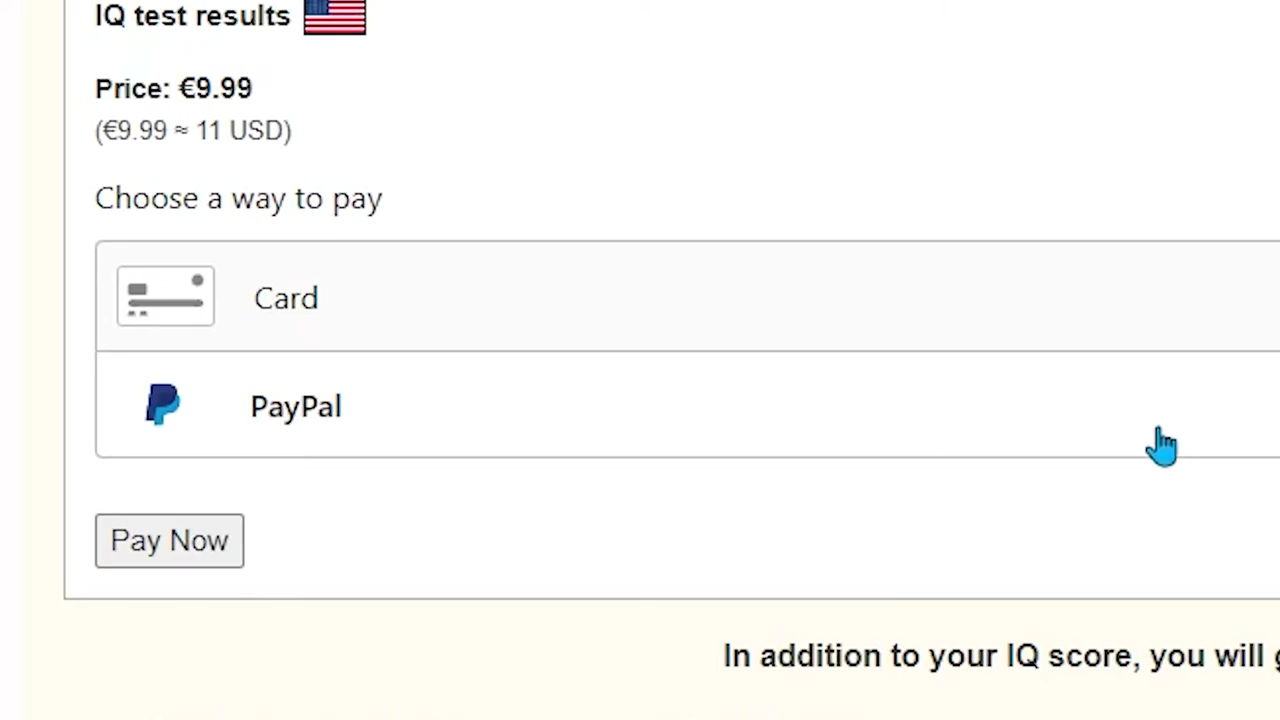 IQ test results
Price: €9.99
(€9.99 ≈ 11 USD)
Choose a way to pay
Card
PayPal
Pay Now
In addition to your IQ score, you will